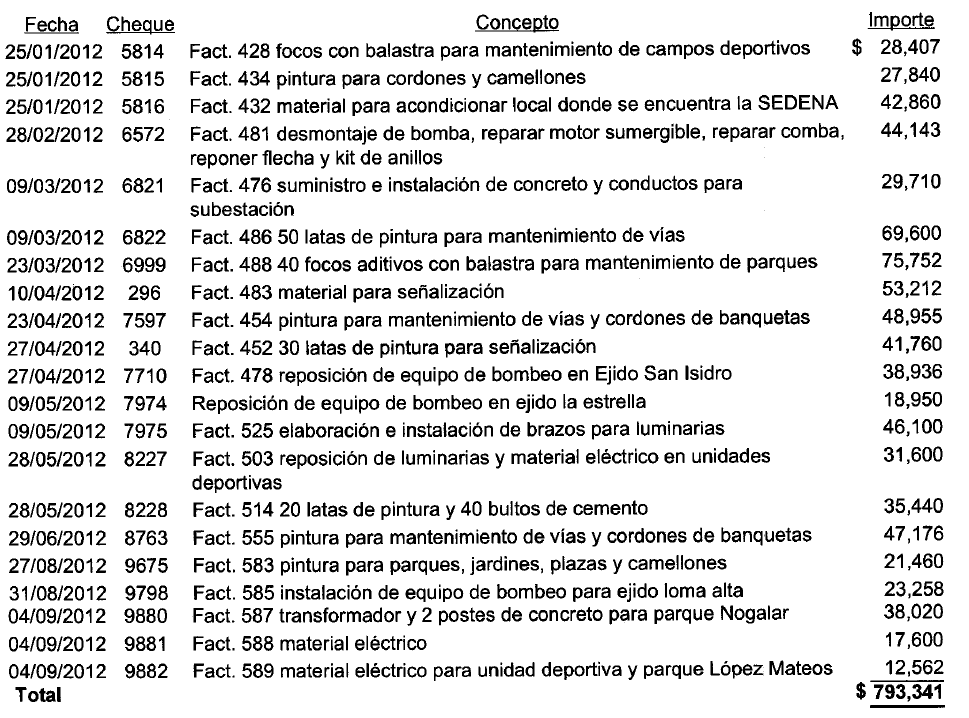 Fecha Cheque Concepto Importe
25/01/2012 5814 Fact. 428 focos con balastra para mantenimiento de campos deportivos $ 28,407
25/01/2012 5815 Fact. 434 pintura para cordones y camellones 27,840
25/01/2012 5816 Fact. 432 material para acondicionar local donde se encuentra la SEDENA 42,860
28/02/2012 6572 Fact. 481 desmontaje de bomba, reparar motor sumergible, reparar comba, 44,143
reponer flecha y kit de anillos
09/03/2012 6821 Fact. 476 suministro e instalación de concreto y conductos para 29,710
subestación
09/03/2012 6822 Fact. 486 50 latas de pintura para mantenimiento de vías 69,600
23/03/2012 6999 Fact. 488 40 focos aditivos con balastra para mantenimiento de parques 75,752
10/04/2012 296 Fact. 483 material para señalización 53,212
23/04/2012 7597 Fact. 454 pintura para mantenimiento de vías y cordones de banquetas 48,955
27/04/2012 340 Fact. 452 30 latas de pintura para señalización 41,760
27/04/2012 7710 Fact. 478 reposición de equipo de bombeo en Ejido San Isidro 38,936
09/05/2012 7974 Reposición de equipo de bombeo en ejido la estrella 18,950
09/05/2012 7975 Fact. 525 elaboración e instalación de brazos para luminarias 46,100
28/05/2012 8227 Fact. 503 reposición de luminarias y material eléctrico en unidades 31,600
deportivas
28/05/2012 8228 Fact. 514 20 latas de pintura y 40 bultos de cemento 35,440
29/06/2012 8763 Fact. 555 pintura para mantenimiento de vías y cordones de banquetas 47,176
27/08/2012 9675 Fact. 583 pintura para parques, jardines, plazas y camellones 21,460
31/08/2012 9798 Fact. 585 instalación de equipo de bombeo para ejido loma alta 23,258
04/09/2012 9880 Fact. 587 transformador y 2 postes de concreto para parque Nogalar 38,020
04/09/2012 9881 Fact. 588 material eléctrico 17,600
04/09/2012 9882 Fact. 589 material eléctrico para unidad deportiva y parque López Mateos 12,562
Total $ 793,341